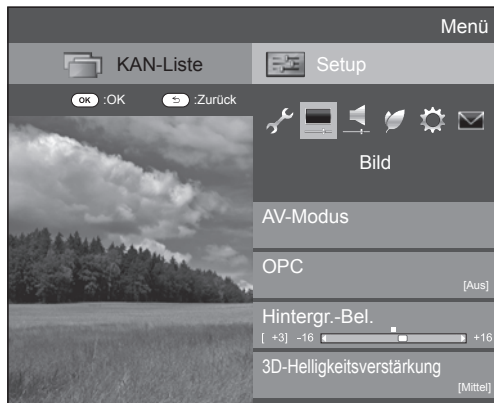 Menü
KAN-Liste
Setup
OK :OK :Zurück
Bild
AV-Modus
OPC
[Aus]
Hintergr.-Bel.
[ +3] -16 +16
3D-Helligkeitsverstärkung
[Mittel]